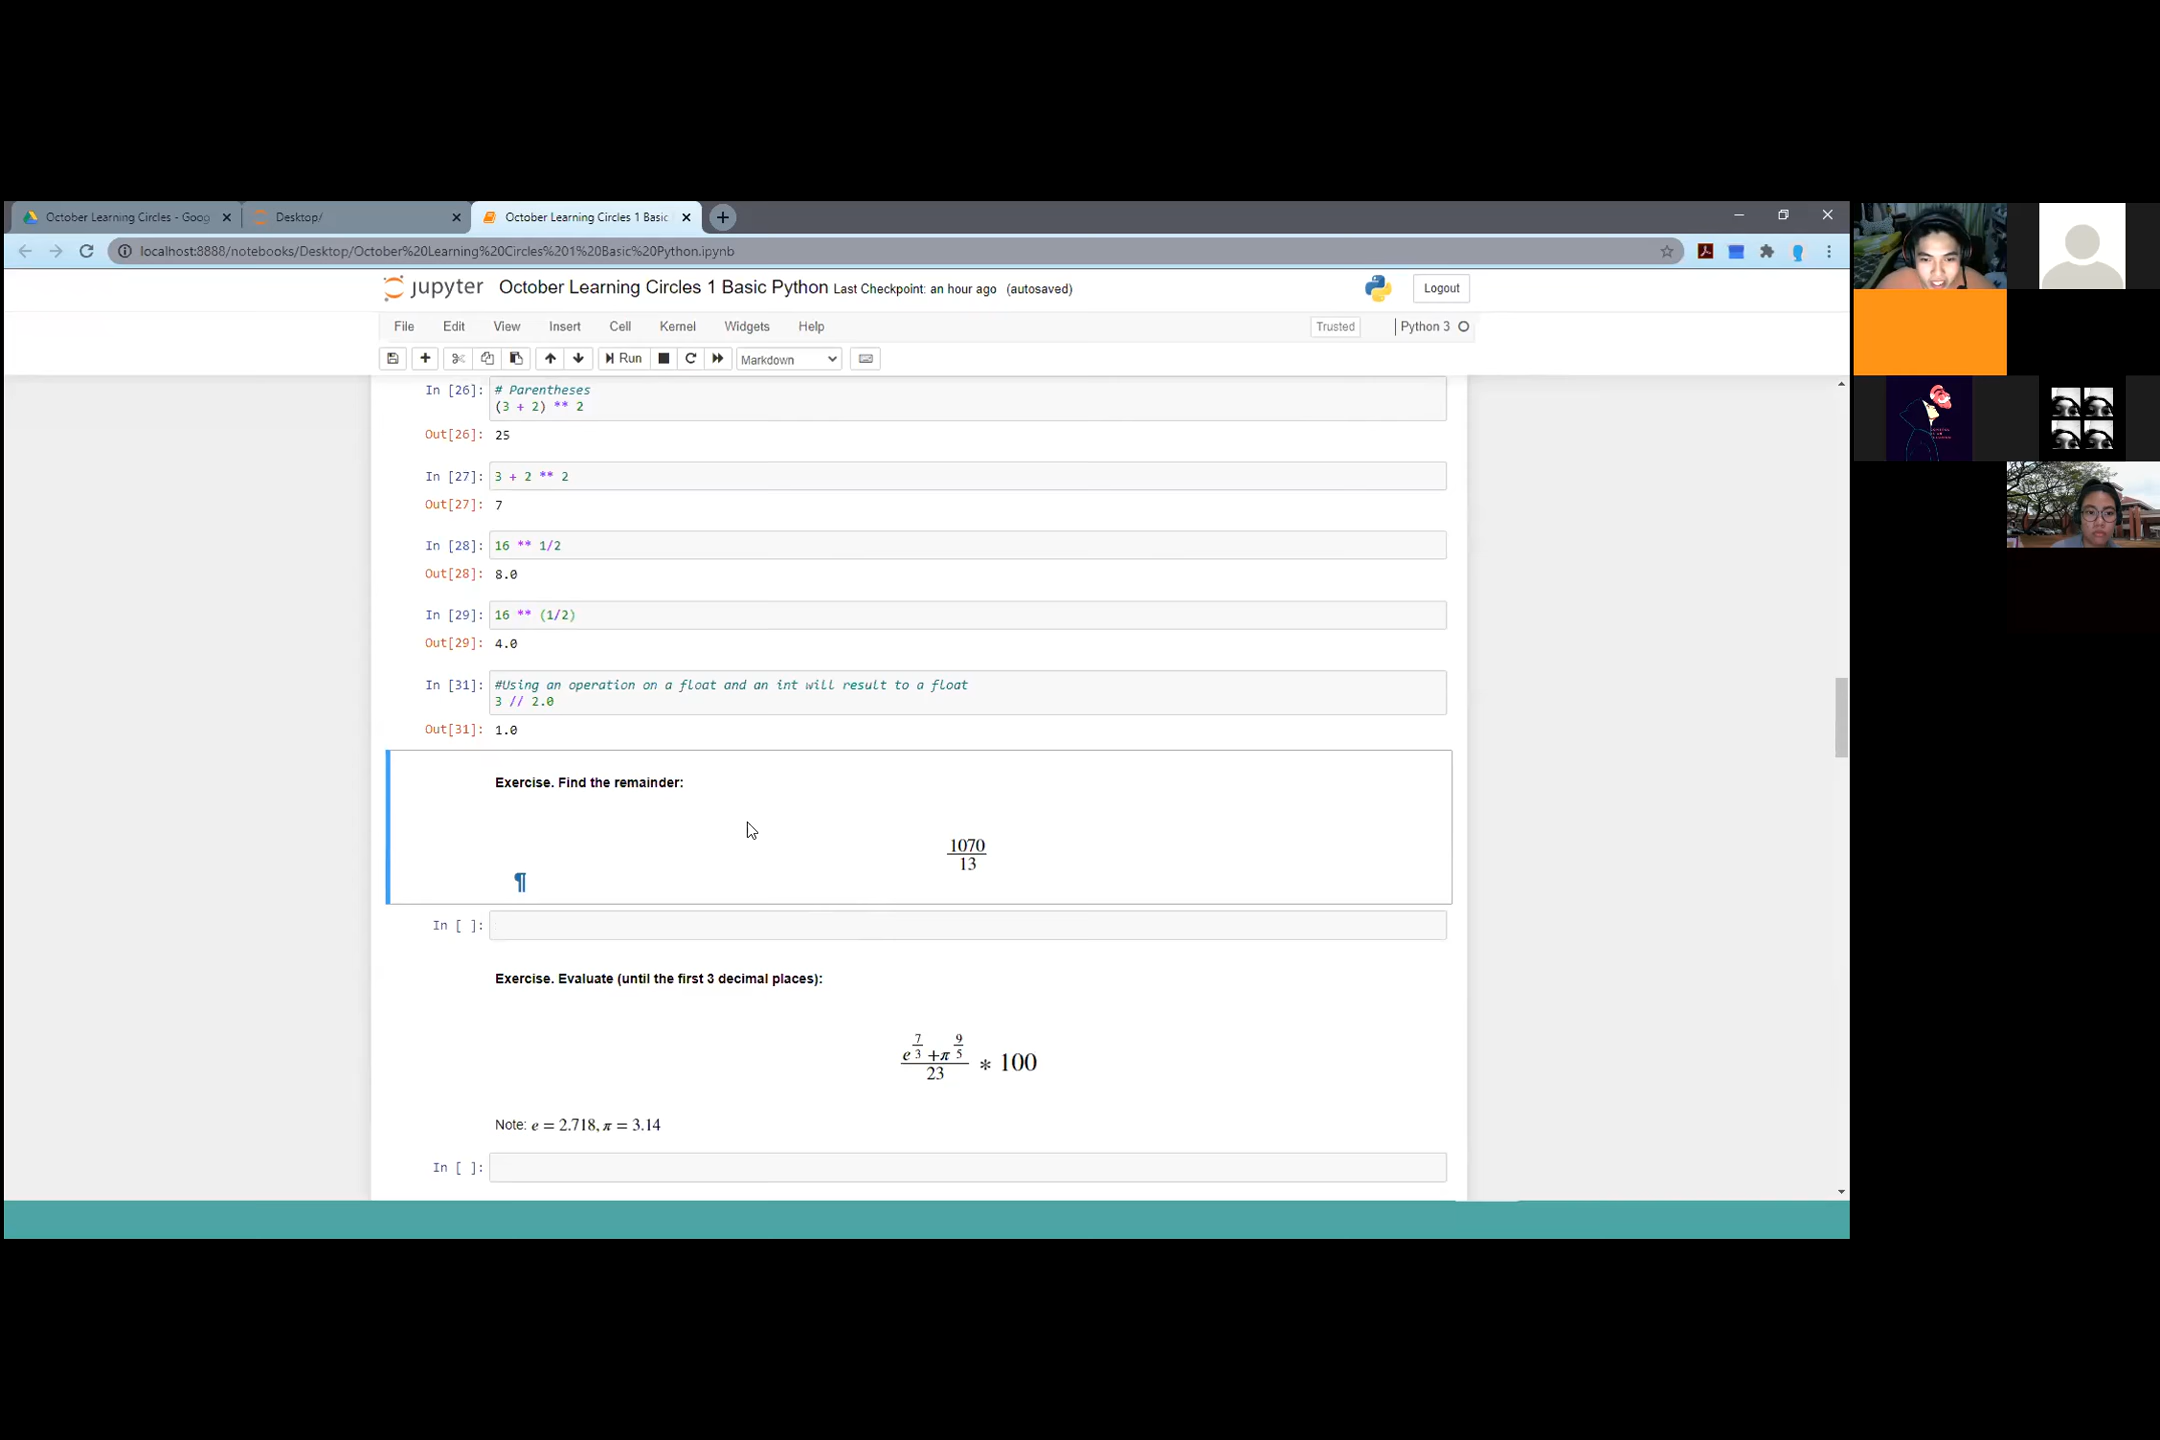 October Learning Circles - Goog
Desktop/
October Learning Circles 1 Basic
localhost:8888/notebooks/Desktop/October%20Learning%20Circles%201%20Basic%20Python.ipynb
jupyter October Learning Circles 1 Basic Python Last Checkpoint: an hour ago (autosaved)
Logout
File Edit View Insert Cell Kernel Widgets Help
Trusted
Python 3
Run
Markdown
In [26]: # Parentheses
(3 + 2) ** 2
Out[26]: 25
In [27]: 3 + 2 ** 2
Out[27]: 7
In [28]: 16 ** 1/2
Out[28]: 8.0
In [29]: 16 ** (1/2)
Out[29]: 4.0
In [31]: #Using an operation on a float and an int will result to a float
3 // 2.0
Out[31]: 1.0
Exercise. Find the remainder:
1070
13
¶
In [ ]:
Exercise. Evaluate (until the first 3 decimal places):
7 9
e 3 +π 5
23 * 100
Note: e = 2.718, π = 3.14
In [ ]: